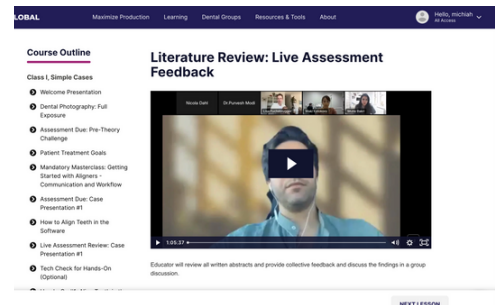 LOBAL
Maximize Production
Learning
Dental Groups
Resources & Tools
About
Hello, michiah
All Access
Course Outline
Class I, Simple Cases
Welcome Presentation
Dental Photography: Full
Exposure
Assessment Due: Pre-Theory
Challenge
Patient Treatment Goals
Mandatory Masterclass: Getting
Started with Aligners -
Communication and Workflow
Assessment Due: Case
Presentation #1
How to Align Teeth in the
Software
Live Assessment Review: Case
Presentation #1
Tech Check for Hands-On
(Optional)
Literature Review: Live Assessment
Feedback
Dr Purvesh Modi
1:05:37
Educator will review all written abstracts and provide collective feedback and discuss the findings in a group
discussion.
NEXT LESSON